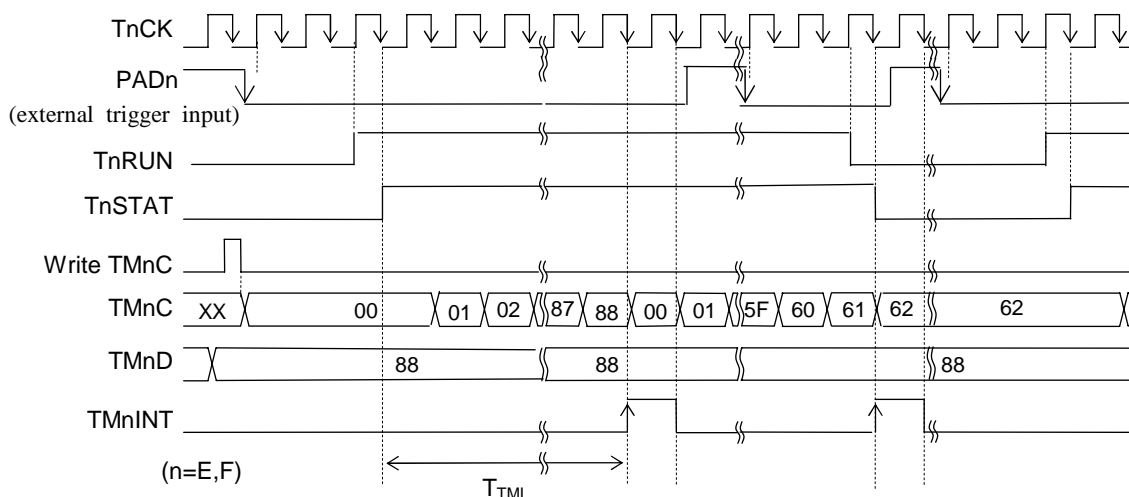 TnCK
PADn
(external trigger input)
TnRUN
TnSTAT
Write TMnC
TMnC XX 00 01 02 87 88 00 01 5F 60 61 62 62
TMnD 88 88 88
TMnINT
(n=E,F)
TTMI